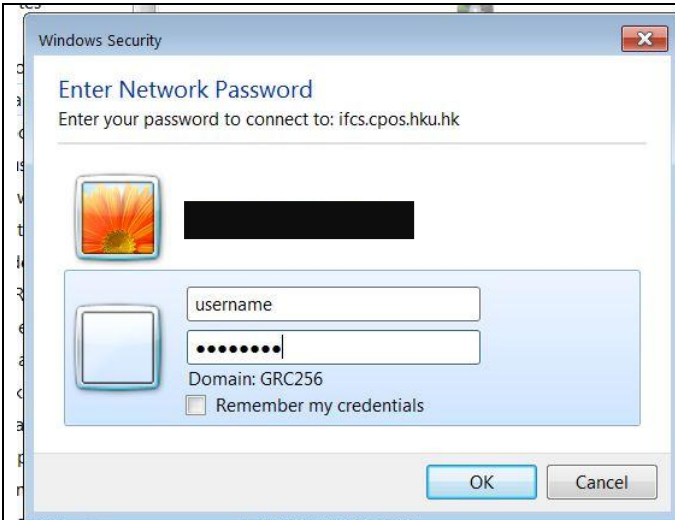 Windows Security
Enter Network Password
Enter your password to connect to: ifcs.cpos.hku.hk
username
●●●●●●●●
Domain: GRC256
Remember my credentials
OK
Cancel